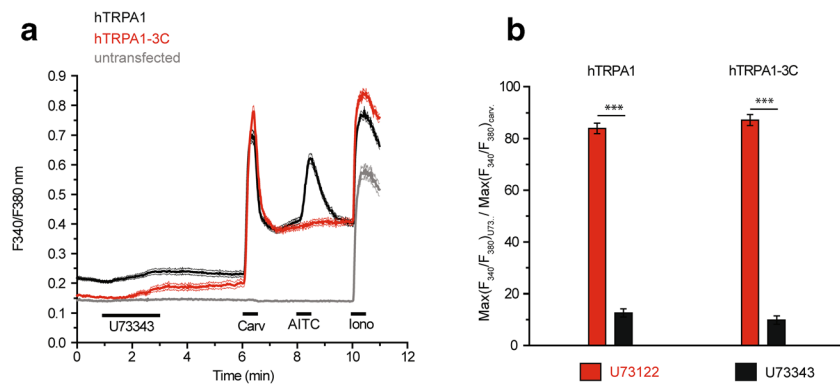 a
hTRPA1
hTRPA1-3C
untransfected
F340/F380 nm
0.9
0.8
0.7
0.6
0.5
0.4
0.3
0.2
0.1
0.0
U73343
Carv
AITC
Iono
0 1 2 3 4 5 6 7 8 9 10 11 12
Time (min)
b
hTRPA1 hTRPA1-3C
*** ***
Max(F340/F380)U73. / Max(F340/F380)carv.
100
80
60
40
20
0
U73122 U73343